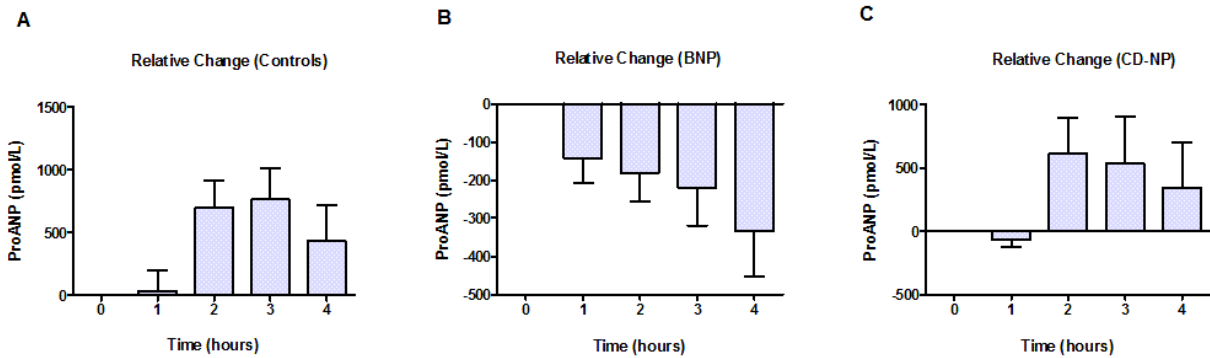 A
Relative Change (Controls)
ProANP (pmol/L)
1500
1000
500
0
0 1 2 3 4
Time (hours)
B
Relative Change (BNP)
ProANP (pmol/L)
0
-100
-200
-300
-400
-500
0 1 2 3 4
Time (hours)
C
Relative Change (CD-NP)
ProANP (pmol/L)
1000
500
0
-500
0 1 2 3 4
Time (hours)